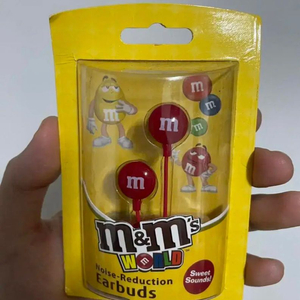 m
m
m
m
m&m's
WORLD
Noise-Reduction
Earbuds
Sweet
Sounds!